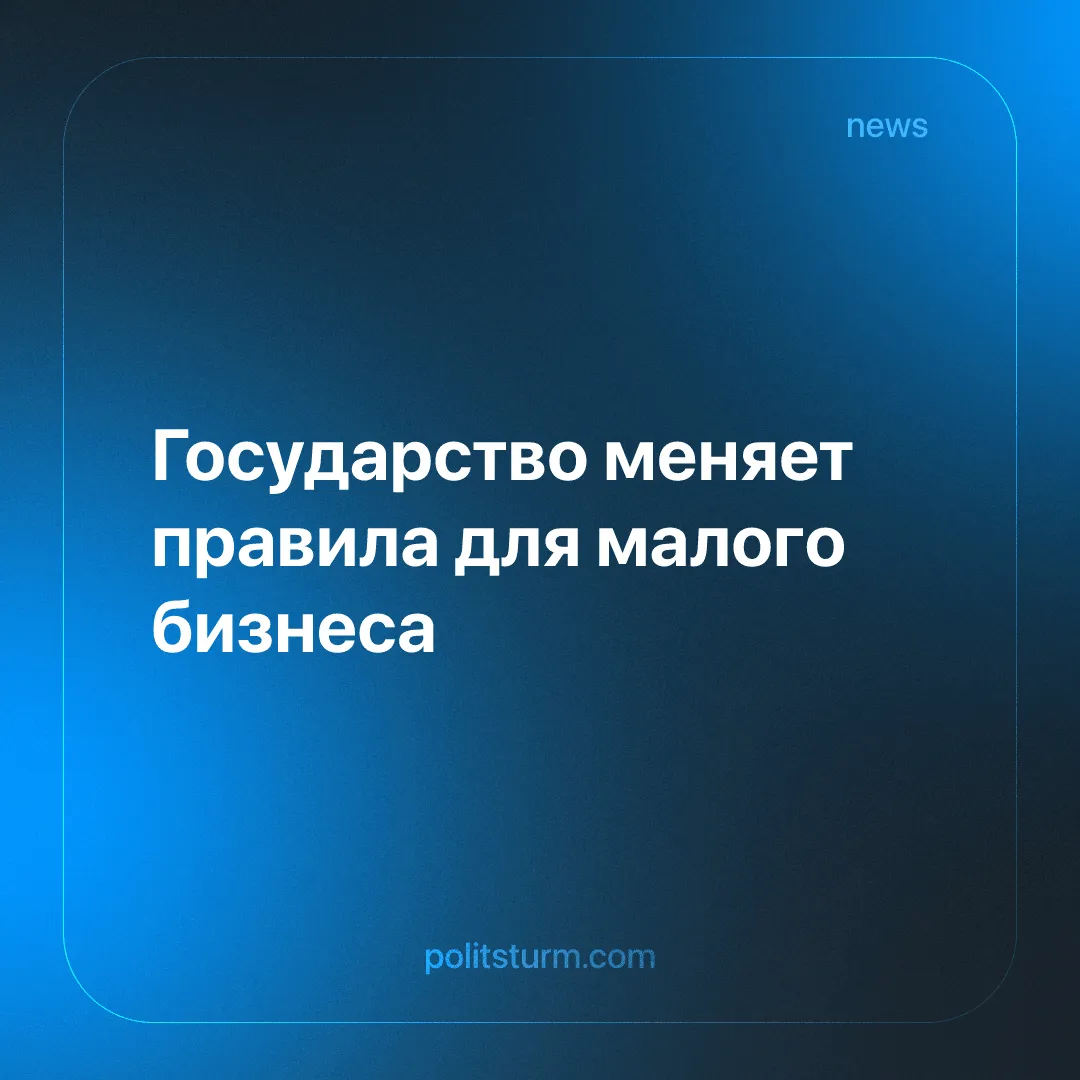 news
Государство меняет
правила для малого
бизнеса
politsturm.com